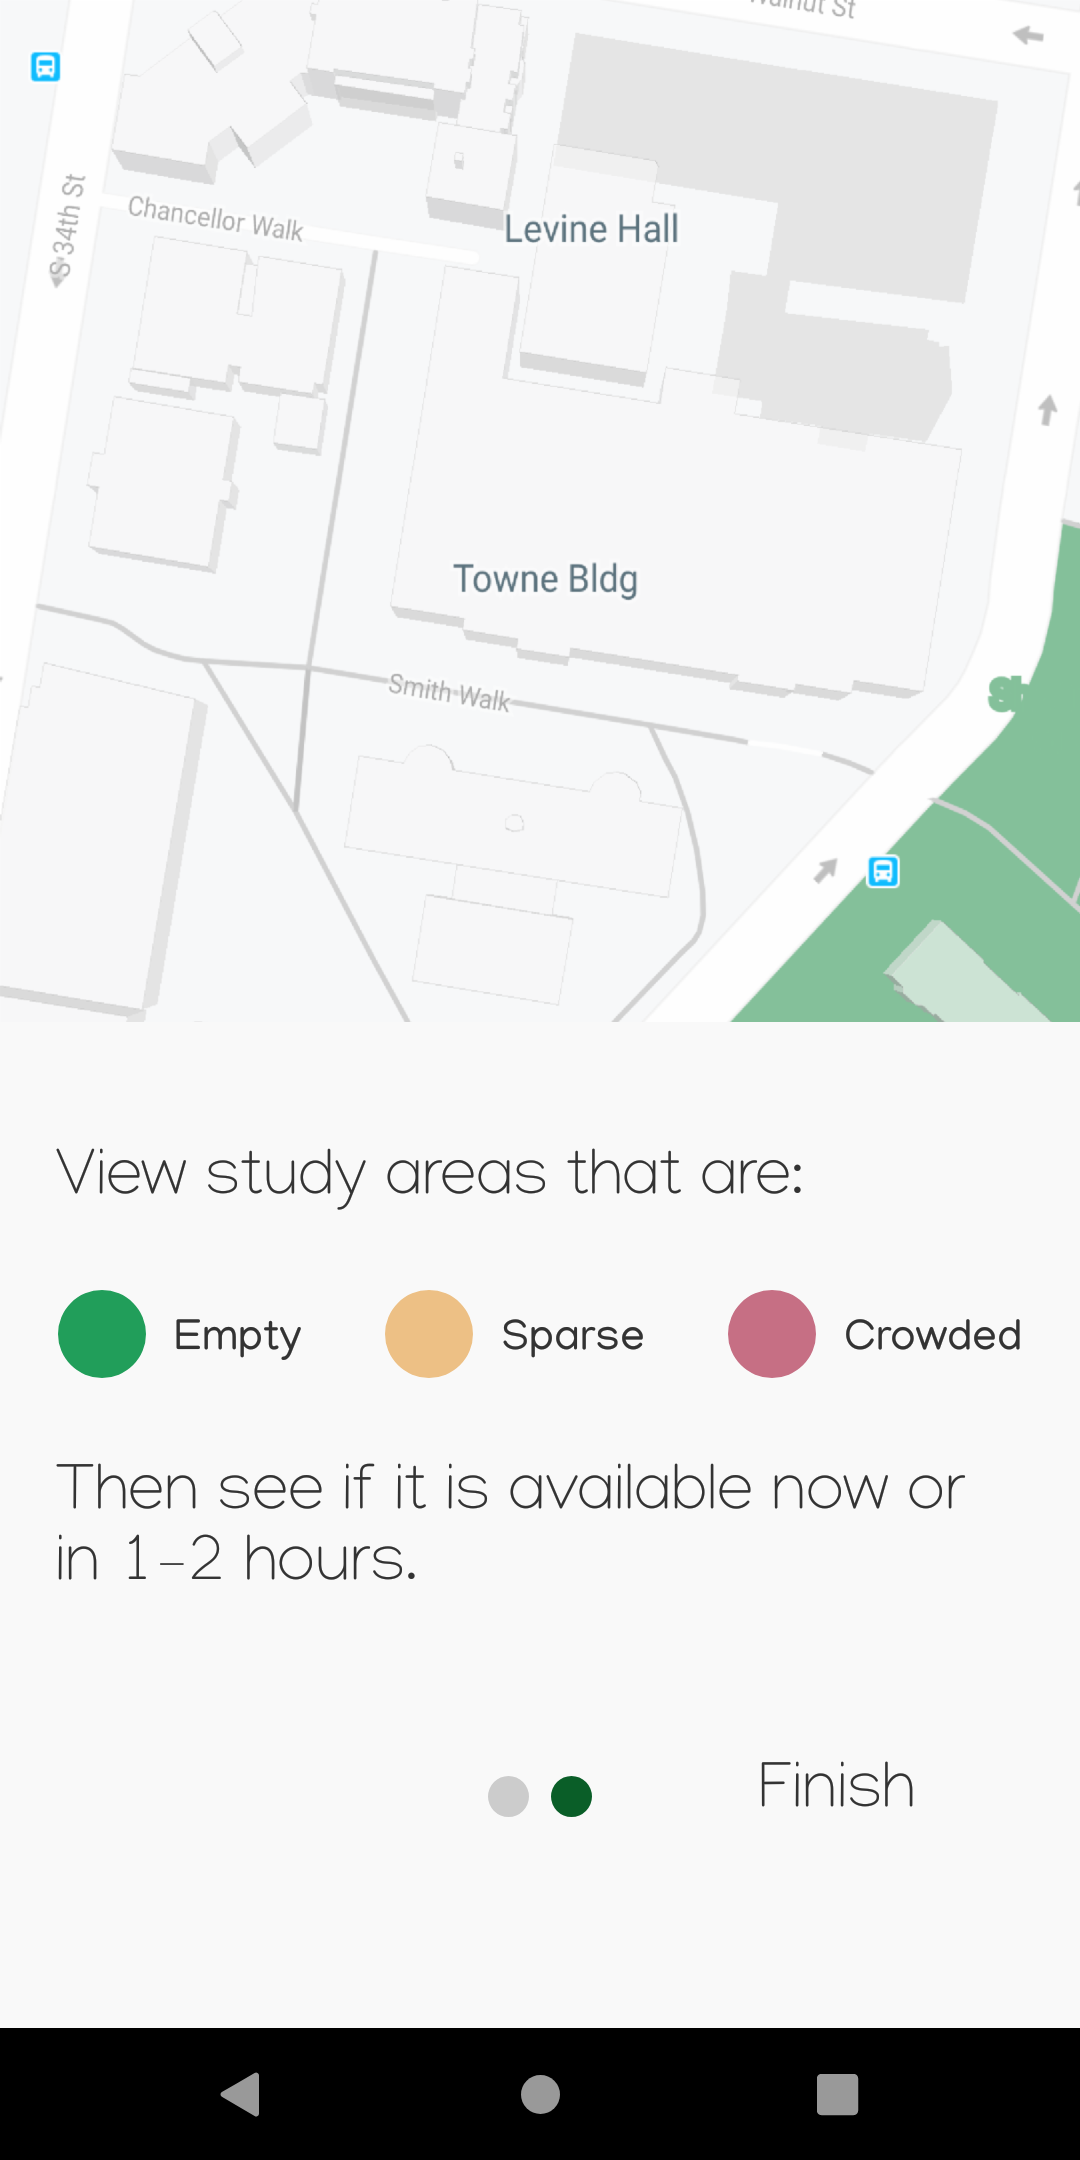 Walnut St
S 34th St
Chancellor Walk
Levine Hall
Towne Bldg
Smith Walk
View study areas that are:
Empty
Sparse
Crowded
Then see if it is available now or
in 1-2 hours.
Finish